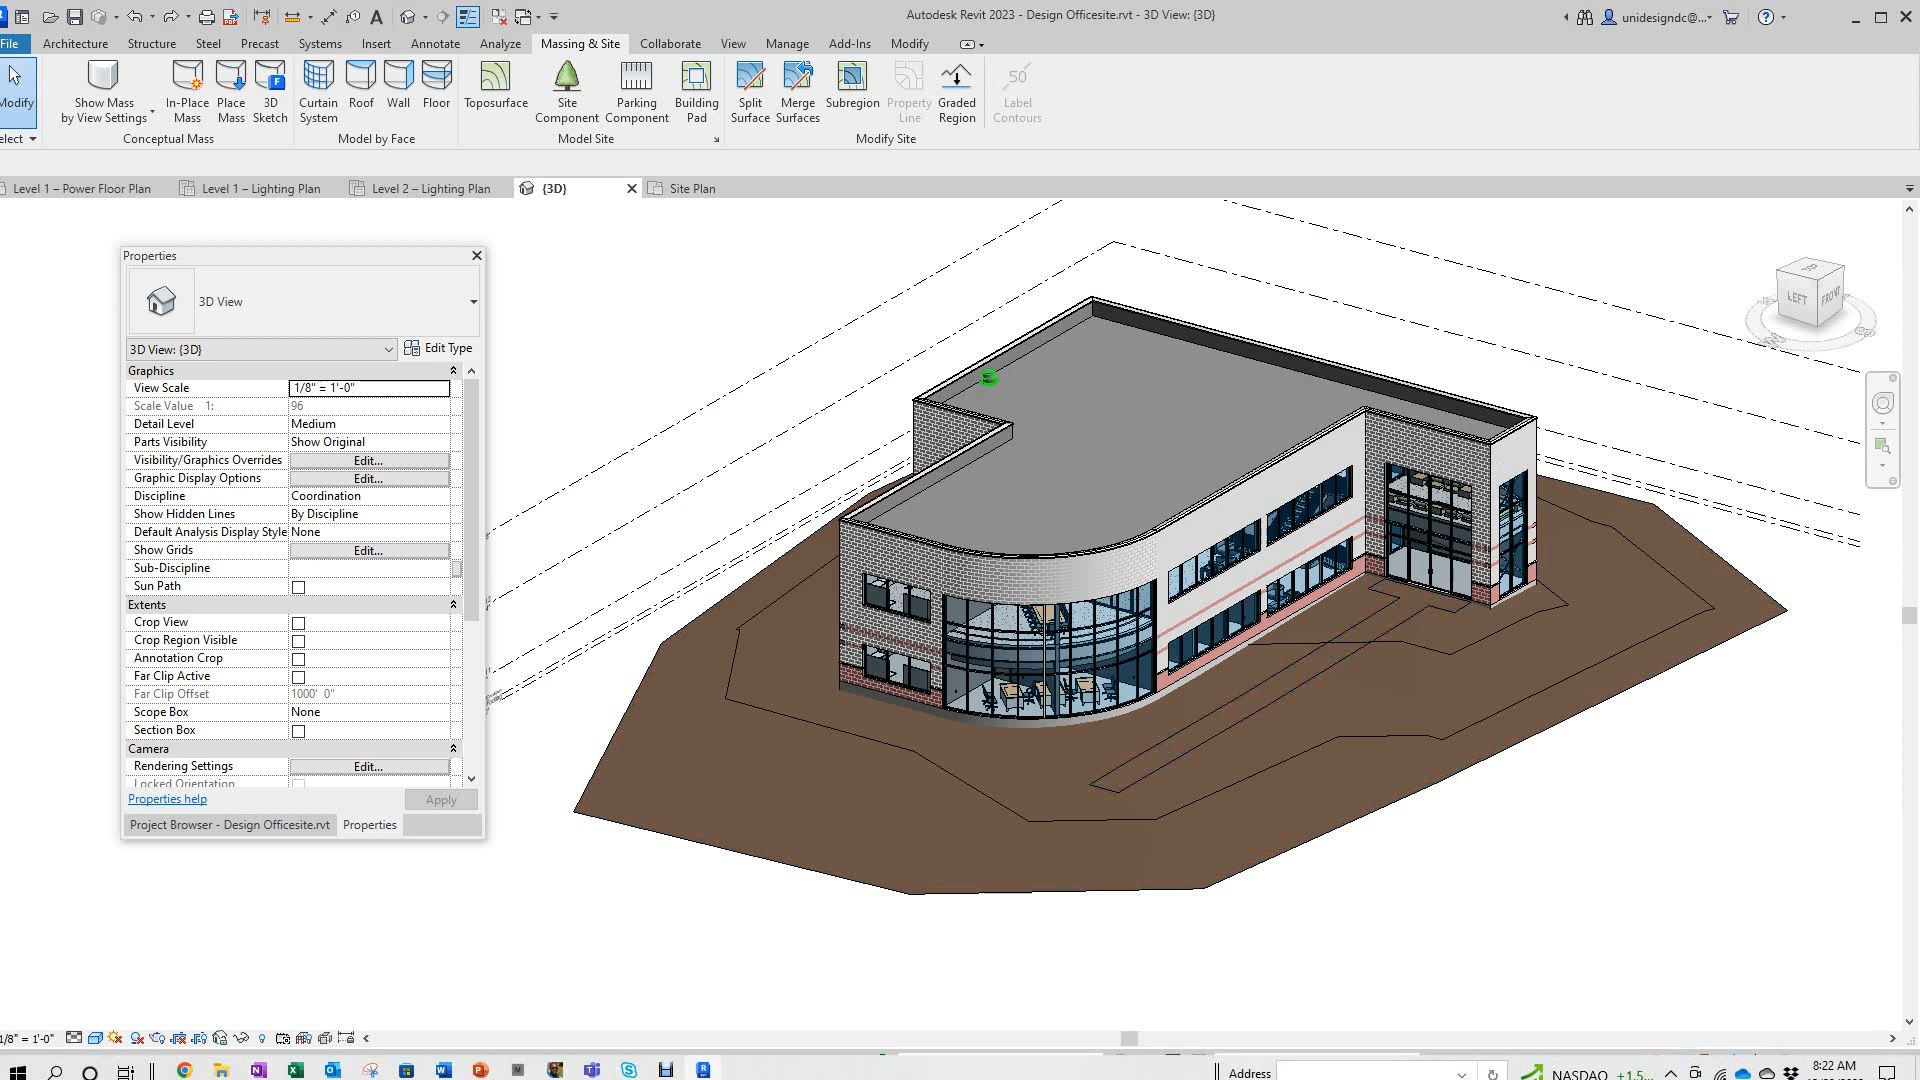 Autodesk Revit 2023 - Design Officesite.rvt - 3D View: {3D}
unidesigndc@...
File
Architecture
Structure
Steel
Precast
Systems
Insert
Annotate
Analyze
Massing & Site
Collaborate
View
Manage
Add-Ins
Modify
Modify
Show Mass
by View Settings
In-Place
Mass
Place
Mass
3D
Sketch
Curtain
System
Roof
Wall
Floor
Toposurface
Site
Component
Parking
Component
Building
Pad
Split
Surface
Merge
Surfaces
Subregion
Property
Line
Graded
Region
50
Label
Contours
elect
Conceptual Mass
Model by Face
Model Site
Modify Site
Level 1 – Power Floor Plan
Level 1 – Lighting Plan
Level 2 – Lighting Plan
{3D}
Site Plan
LEFT
FRONT
Properties
3D View
3D View: {3D}
Edit Type
Graphics
View Scale 1/8" = 1'-0"
Scale Value 1: 96
Detail Level Medium
Parts Visibility Show Original
Visibility/Graphics Overrides Edit...
Graphic Display Options Edit...
Discipline Coordination
Show Hidden Lines By Discipline
Default Analysis Display Style None
Show Grids Edit...
Sub-Discipline
Sun Path
Extents
Crop View
Crop Region Visible
Annotation Crop
Far Clip Active
Far Clip Offset 1000' 0"
Scope Box None
Section Box
Camera
Rendering Settings Edit...
Locked Orientation
Properties help
Apply
Project Browser - Design Officesite.rvt
Properties
1/8" = 1'-0"
Address
NASDAQ +1.5...
8:22 AM